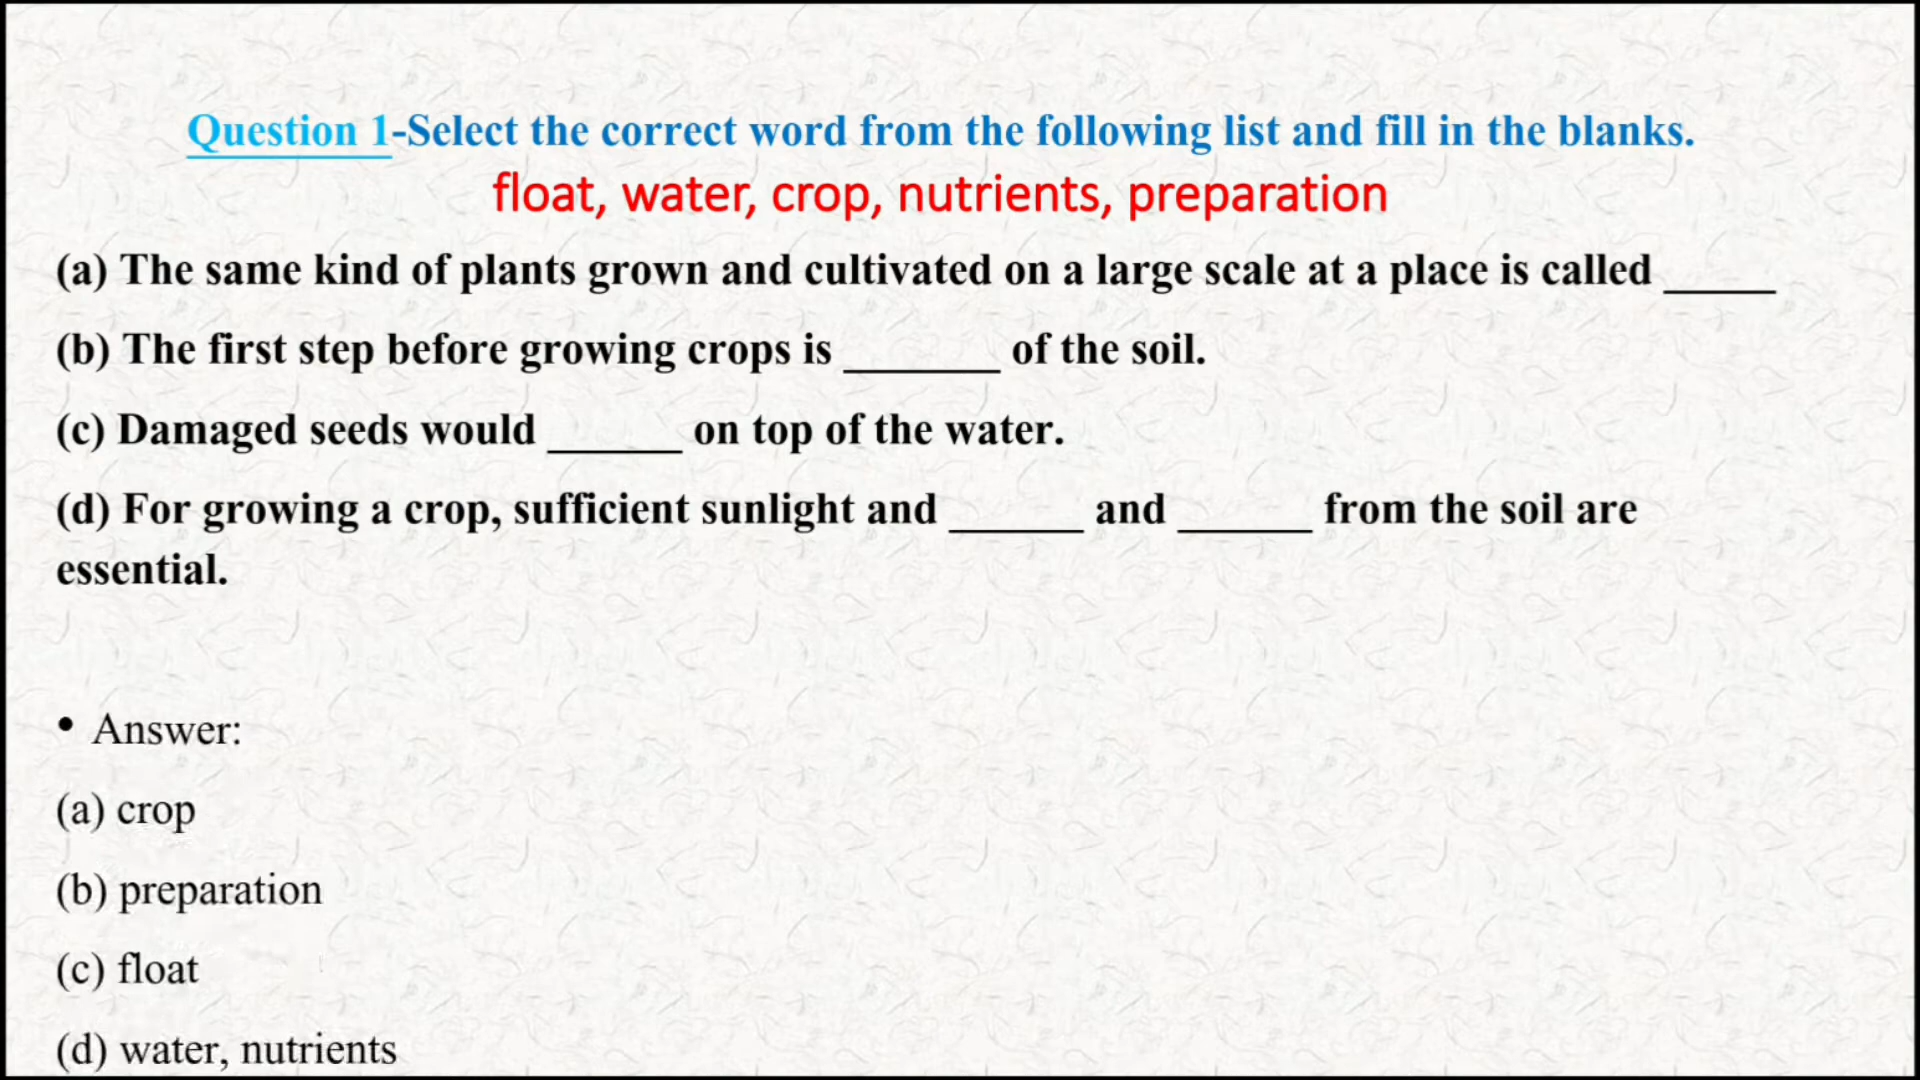 Question 1-Select the correct word from the following list and fill in the blanks.
float, water, crop, nutrients, preparation
(a) The same kind of plants grown and cultivated on a large scale at a place is called _____
(b) The first step before growing crops is _______ of the soil.
(c) Damaged seeds would ______ on top of the water.
(d) For growing a crop, sufficient sunlight and ______ and ______ from the soil are
essential.
• Answer:
(a) crop
(b) preparation
(c) float
(d) water, nutrients